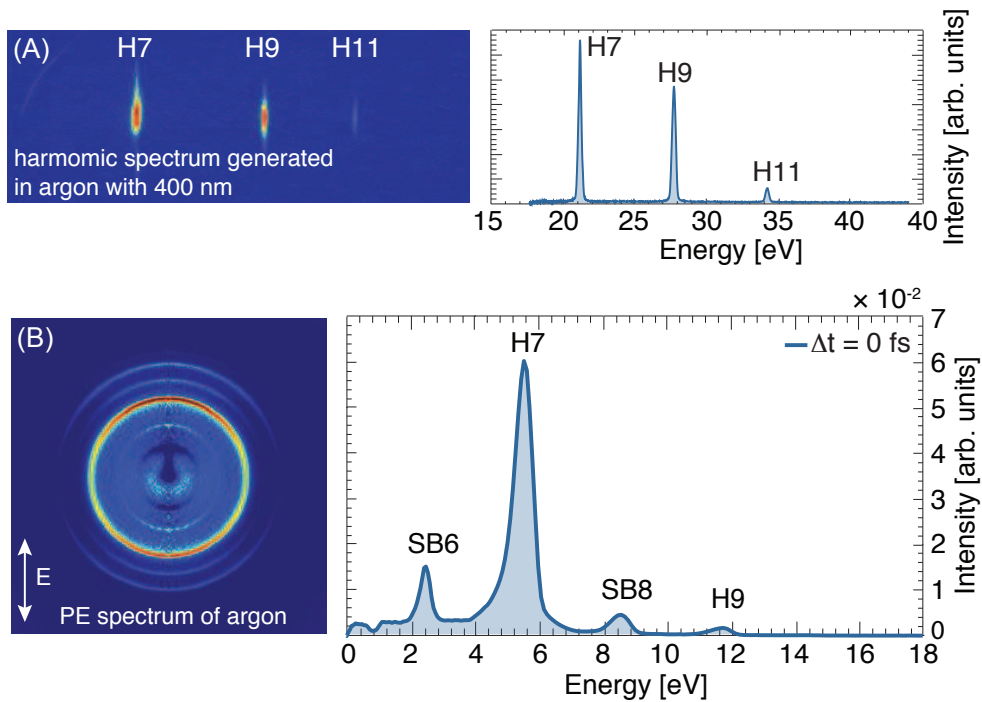 (A)
H7 H9 H11
harmomic spectrum generated
in argon with 400 nm
H7
H9
H11
15 20 25 30 35 40
Energy [eV]
Intensity [arb. units]
(B)
E
PE spectrum of argon
× 10-2
Δt = 0 fs
H7
SB6
SB8
H9
7
6
5
4
3
2
1
0
0 2 4 6 8 10 12 14 16 18
Energy [eV]
Intensity [arb. units]